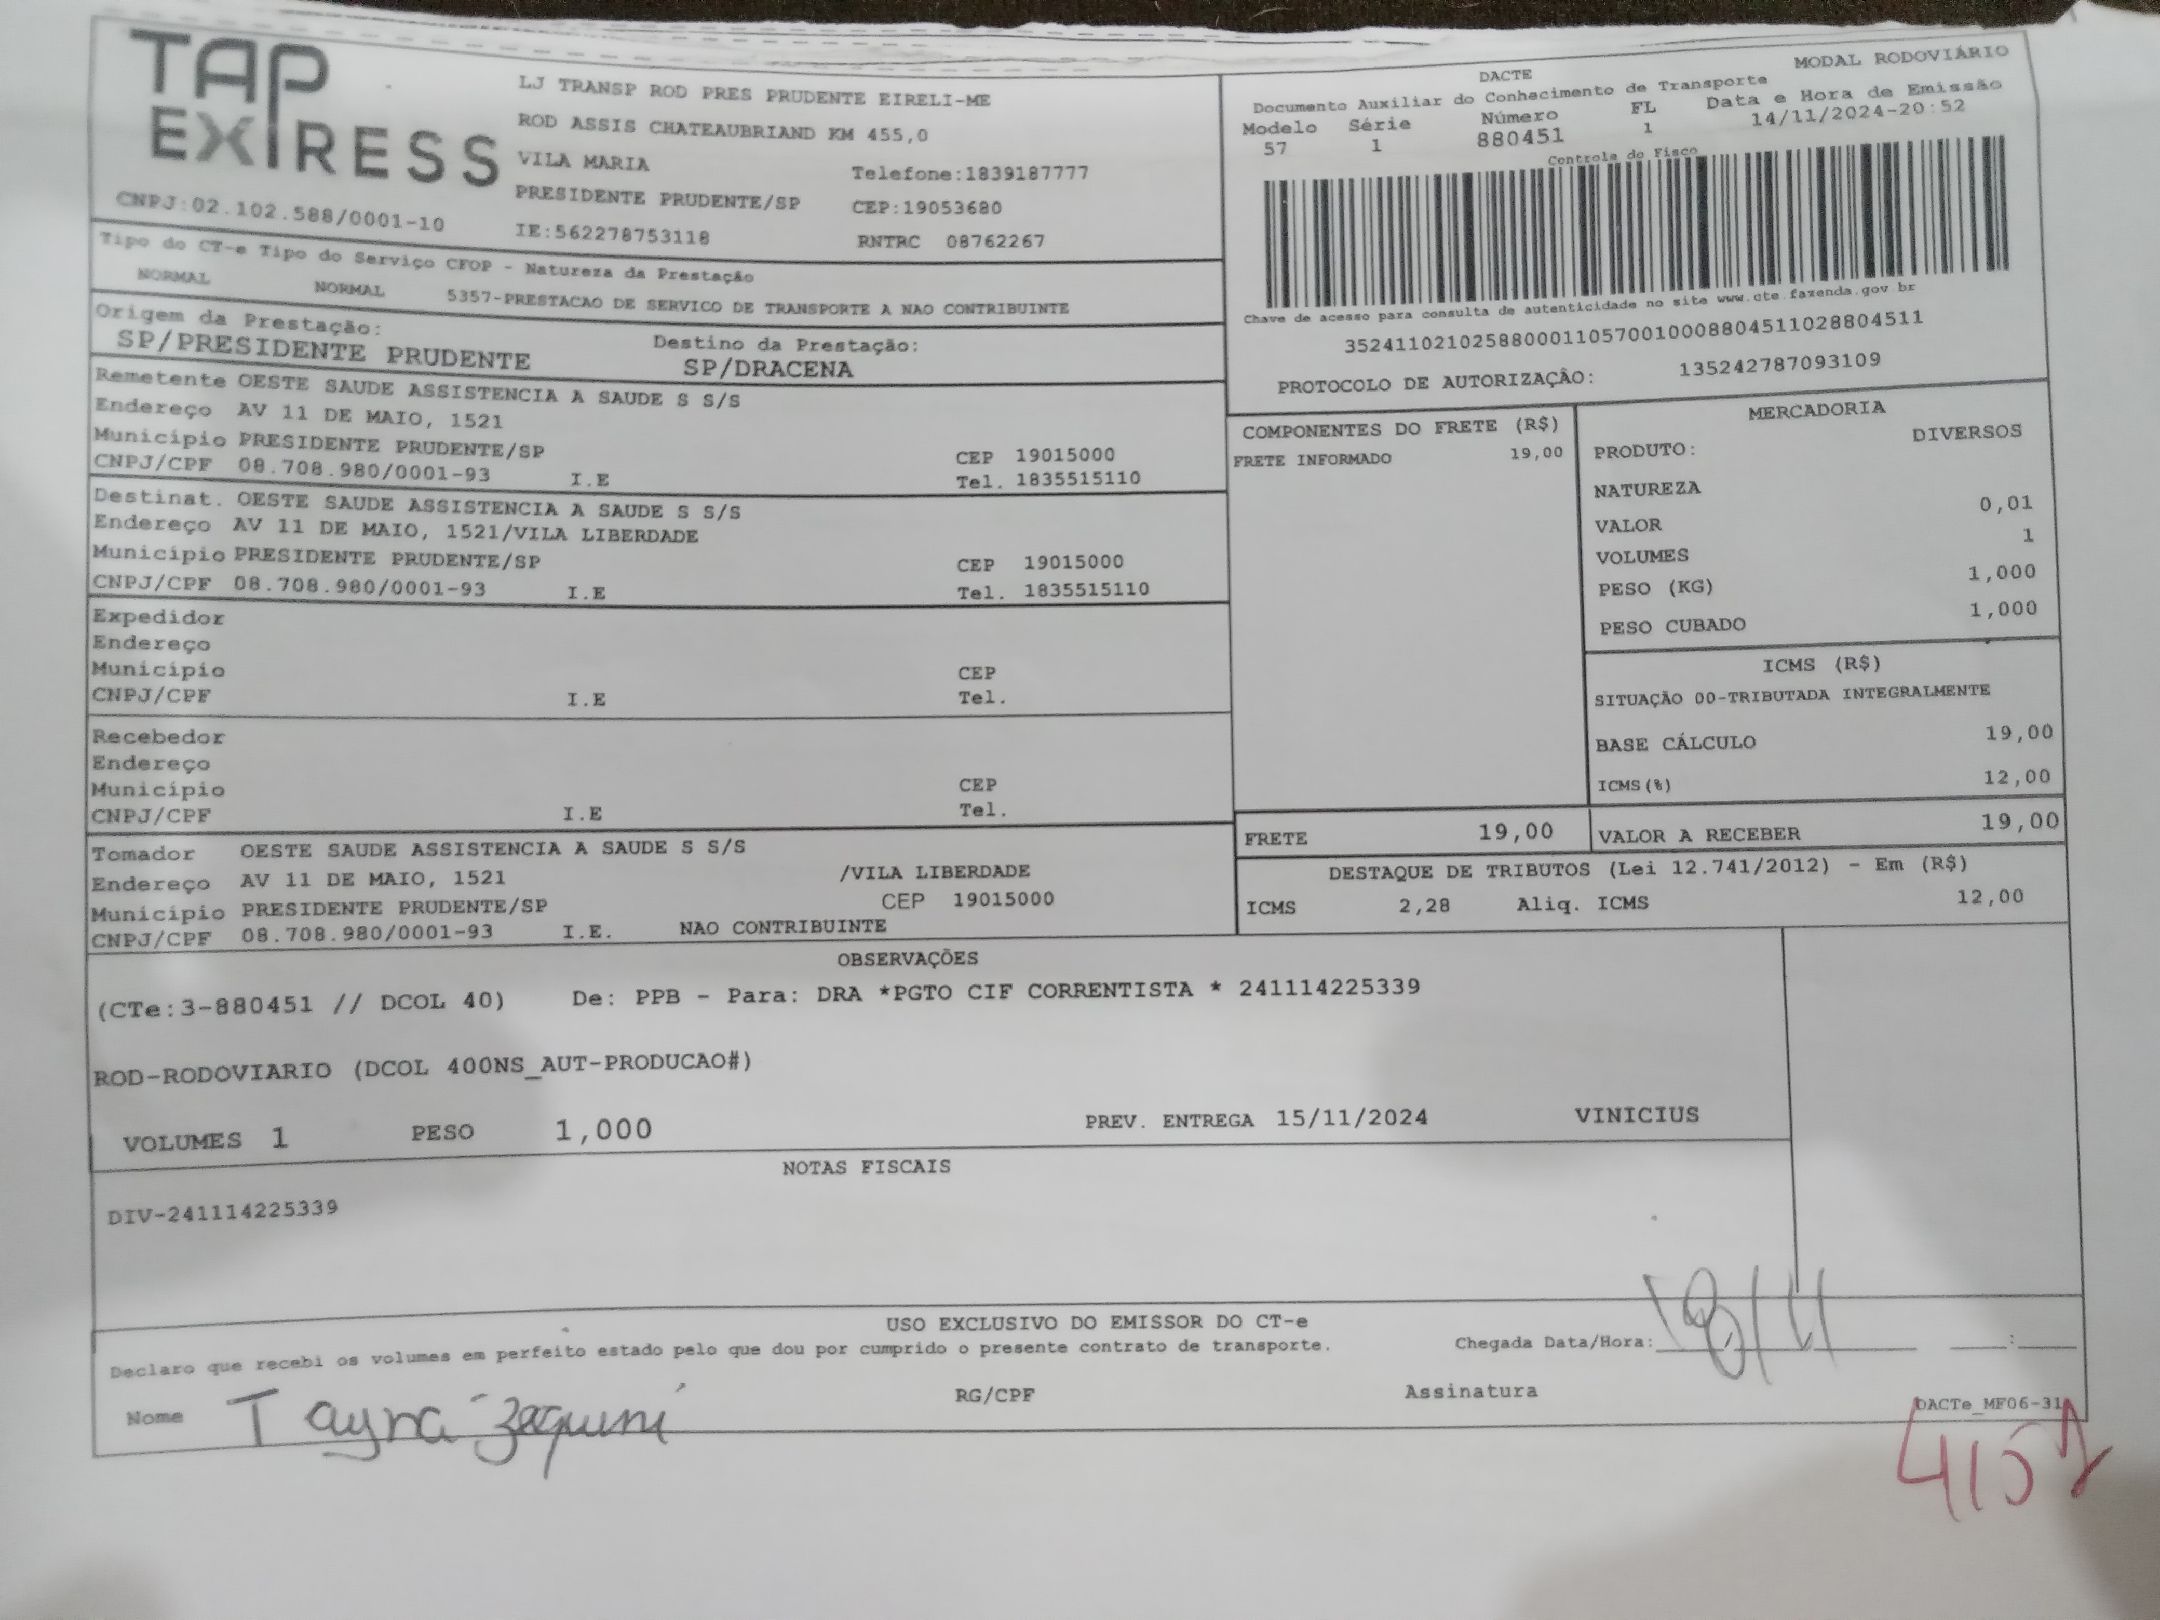 TAP EXPRESS
CNPJ:02.102.588/0001-10
LJ TRANSP ROD PRES PRUDENTE EIRELI-ME
ROD ASSIS CHATEAUBRIAND KM 455,0
VILA MARIA Telefone:1839187777
PRESIDENTE PRUDENTE/SP CEP:19053680
IE:562278753118 RNTRC 08762267
MODAL RODOVIÁRIO
DACTE
Documento Auxiliar do Conhecimento de Transporte
Modelo Série Número FL Data e Hora de Emissão
57 1 880451 1 14/11/2024-20:52
Controle do Fisco
Chave de acesso para consulta de autenticidade no site www.cte.fazenda.gov.br
35241102102588000110570010008804511028804511
PROTOCOLO DE AUTORIZAÇÃO: 135242787093109
Tipo do CT-e Tipo do Serviço CFOP - Natureza da Prestação
NORMAL NORMAL 5357-PRESTACAO DE SERVICO DE TRANSPORTE A NAO CONTRIBUINTE
Origem da Prestação: Destino da Prestação:
SP/PRESIDENTE PRUDENTE SP/DRACENA
Remetente OESTE SAUDE ASSISTENCIA A SAUDE S S/S
Endereço AV 11 DE MAIO, 1521
Município PRESIDENTE PRUDENTE/SP CEP 19015000
CNPJ/CPF 08.708.980/0001-93 I.E Tel. 1835515110
Destinat. OESTE SAUDE ASSISTENCIA A SAUDE S S/S
Endereço AV 11 DE MAIO, 1521/VILA LIBERDADE
Município PRESIDENTE PRUDENTE/SP CEP 19015000
CNPJ/CPF 08.708.980/0001-93 I.E Tel. 1835515110
Expedidor
Endereço
Município CEP
CNPJ/CPF I.E Tel.
Recebedor
Endereço
Município CEP
CNPJ/CPF I.E Tel.
Tomador OESTE SAUDE ASSISTENCIA A SAUDE S S/S
Endereço AV 11 DE MAIO, 1521 /VILA LIBERDADE
Município PRESIDENTE PRUDENTE/SP CEP 19015000
CNPJ/CPF 08.708.980/0001-93 I.E. NAO CONTRIBUINTE
COMPONENTES DO FRETE (R$)
FRETE INFORMADO 19,00
MERCADORIA
PRODUTO: DIVERSOS
NATUREZA
VALOR 0,01
VOLUMES 1
PESO (KG) 1,000
PESO CUBADO 1,000
ICMS (R$)
SITUAÇÃO 00-TRIBUTADA INTEGRALMENTE
BASE CÁLCULO 19,00
ICMS(%) 12,00
FRETE 19,00 VALOR A RECEBER 19,00
DESTAQUE DE TRIBUTOS (Lei 12.741/2012) - Em (R$)
ICMS 2,28 Aliq. ICMS 12,00
OBSERVAÇÕES
(CTe:3-880451 // DCOL 40) De: PPB - Para: DRA *PGTO CIF CORRENTISTA * 241114225339
ROD-RODOVIARIO (DCOL 400NS_AUT-PRODUCAO#)
VOLUMES 1 PESO 1,000 PREV. ENTREGA 15/11/2024 VINICIUS
NOTAS FISCAIS
DIV-241114225339
USO EXCLUSIVO DO EMISSOR DO CT-e
Declaro que recebi os volumes em perfeito estado pelo que dou por cumprido o presente contrato de transporte. Chegada Data/Hora: :
Nome Tayná RG/CPF Assinatura
DACTe_MF06-31